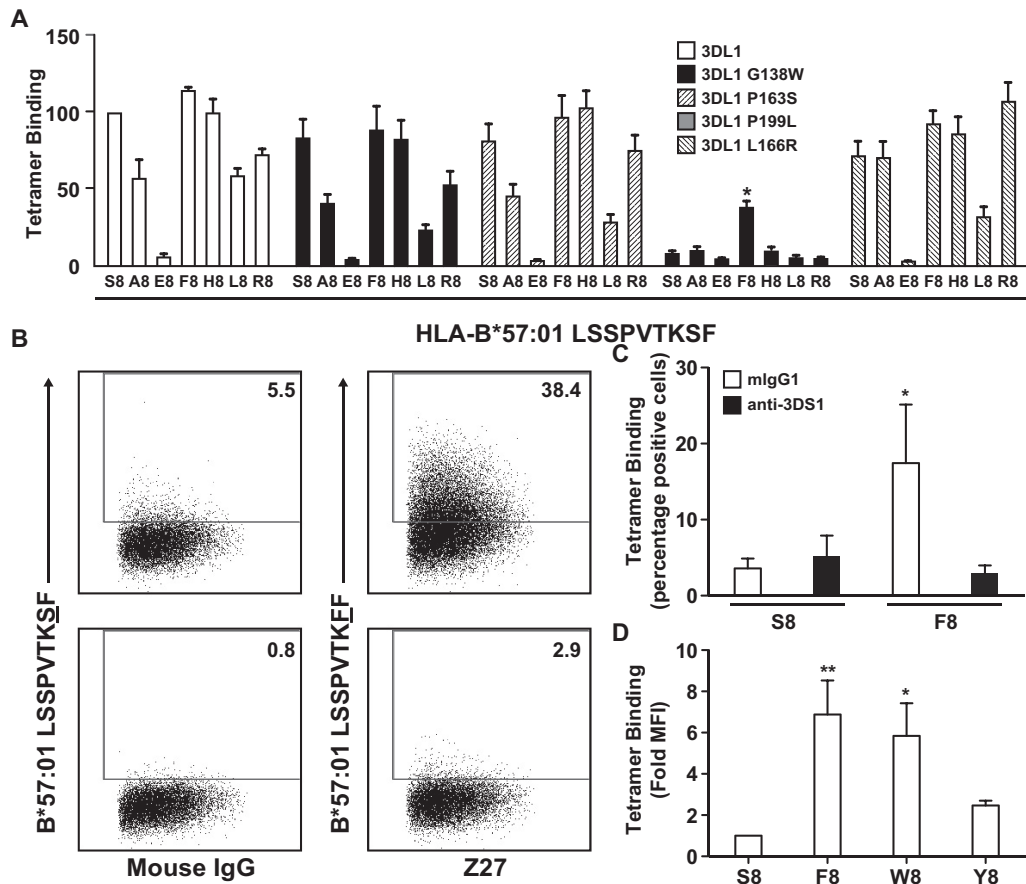 A
Tetramer Binding
150
100
50
0
3DL1
3DL1 G138W
3DL1 P163S
3DL1 P199L
3DL1 L166R
*
S8 A8 E8 F8 H8 L8 R8
S8 A8 E8 F8 H8 L8 R8
S8 A8 E8 F8 H8 L8 R8
S8 A8 E8 F8 H8 L8 R8
S8 A8 E8 F8 H8 L8 R8
HLA-B*57:01 LSSPVTKSF
B
B*57:01 LSSPVTKSF
B*57:01 LSSPVTKFF
5.5
38.4
0.8
2.9
Mouse IgG
Z27
C
Tetramer Binding
(percentage positive cells)
30
20
10
0
mIgG1
anti-3DS1
*
S8
F8
D
Tetramer Binding
(Fold MFI)
10
8
6
4
2
0
**
*
S8
F8
W8
Y8